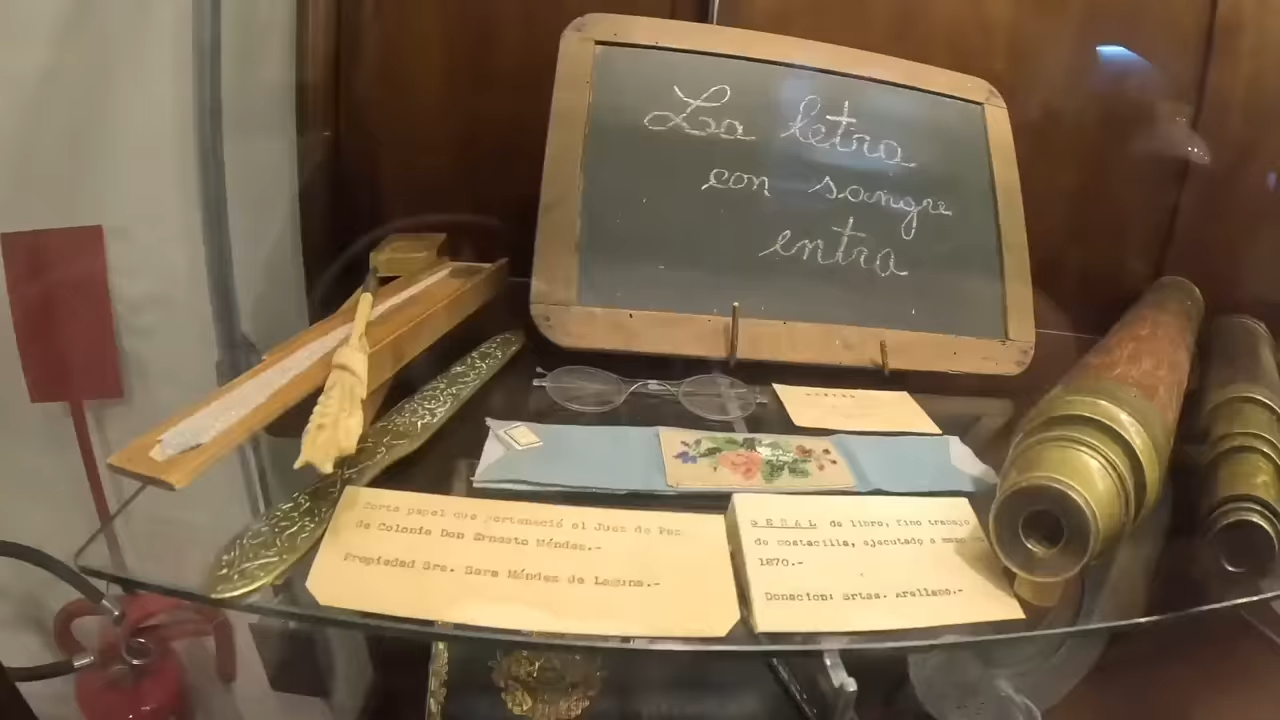 La letra
con sangre
entra
Corta papel que perteneció al Juez de Paz
de Colonia Don Ernesto Méndez.-
Propiedad Sra. Sara Méndez de Laguna.-
SEÑAL de libro, fino trabajo
de mostacilla, ejecutado a mano
1870.-
Donacion: Srtas. Arellano.-